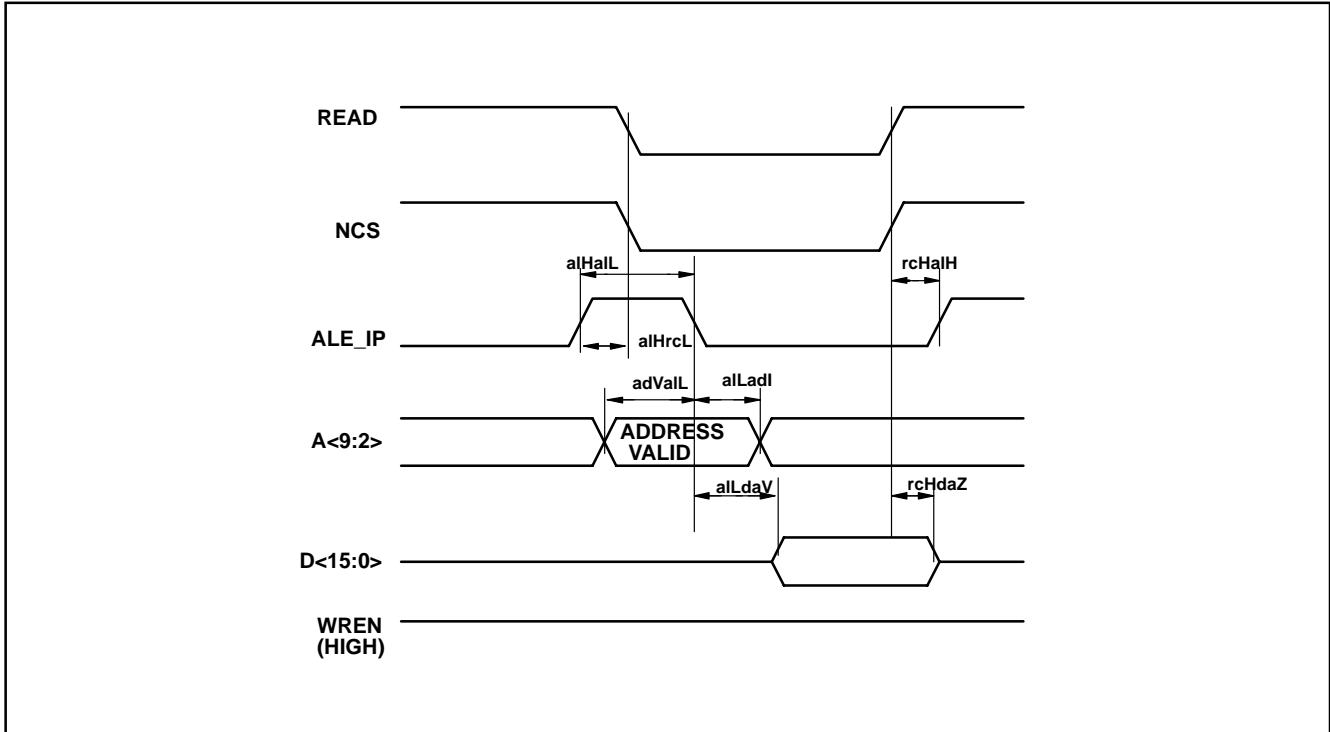 READ
NCS
alHalL
rcHalH
ALE_IP
alHrcL
adValL
alLadI
A<9:2>
ADDRESS
VALID
alLdaV
rcHdaZ
D<15:0>
WREN
(HIGH)